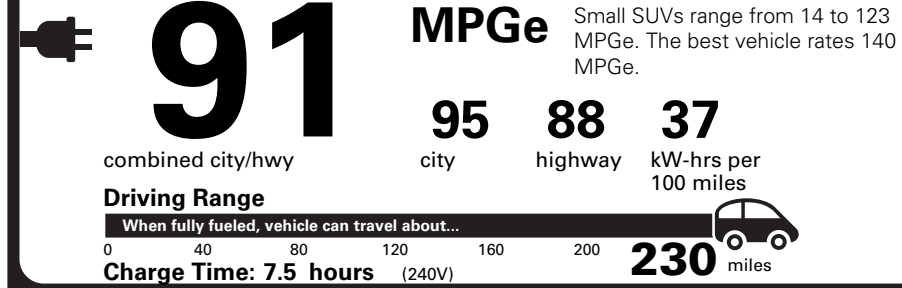 91
MPGe
Small SUVs range from 14 to 123
MPGe. The best vehicle rates 140
MPGe.
95 88 37
combined city/hwy city highway kW-hrs per
100 miles
Driving Range
When fully fueled, vehicle can travel about...
0 40 80 120 160 200 230 miles
Charge Time: 7.5 hours (240V)